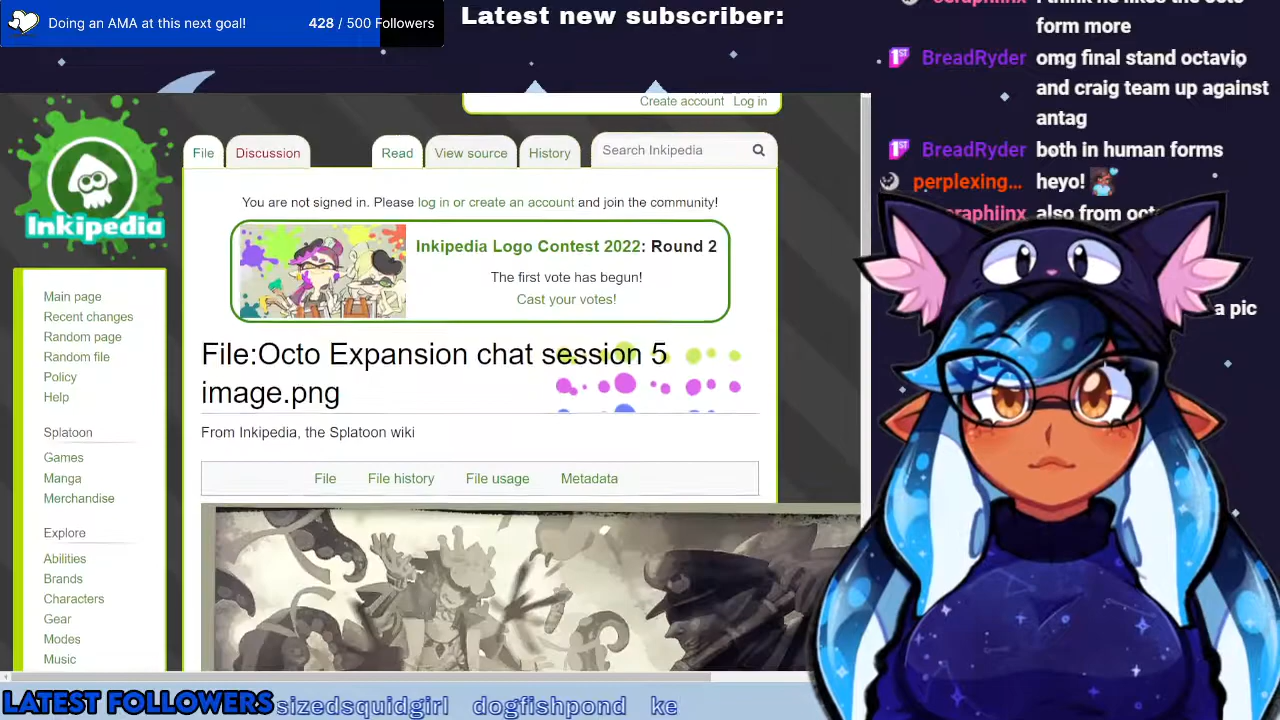 Doing an AMA at this next goal! 428 / 500 Followers
Latest new subscriber:
form more
BreadRyder omg final stand octavio
and craig team up against
antag
BreadRyder both in human forms
perplexing... heyo!
also from
a pic
Create account Log in
File Discussion Read View source History Search Inkipedia
Inkipedia
You are not signed in. Please log in or create an account and join the community!
Inkipedia Logo Contest 2022: Round 2
The first vote has begun!
Cast your votes!
File:Octo Expansion chat session 5
image.png
From Inkipedia, the Splatoon wiki
File File history File usage Metadata
Main page
Recent changes
Random page
Random file
Policy
Help
Splatoon
Games
Manga
Merchandise
Explore
Abilities
Brands
Characters
Gear
Modes
Music
LATEST FOLLOWERS sizedsquidgirl dogfishpond ke